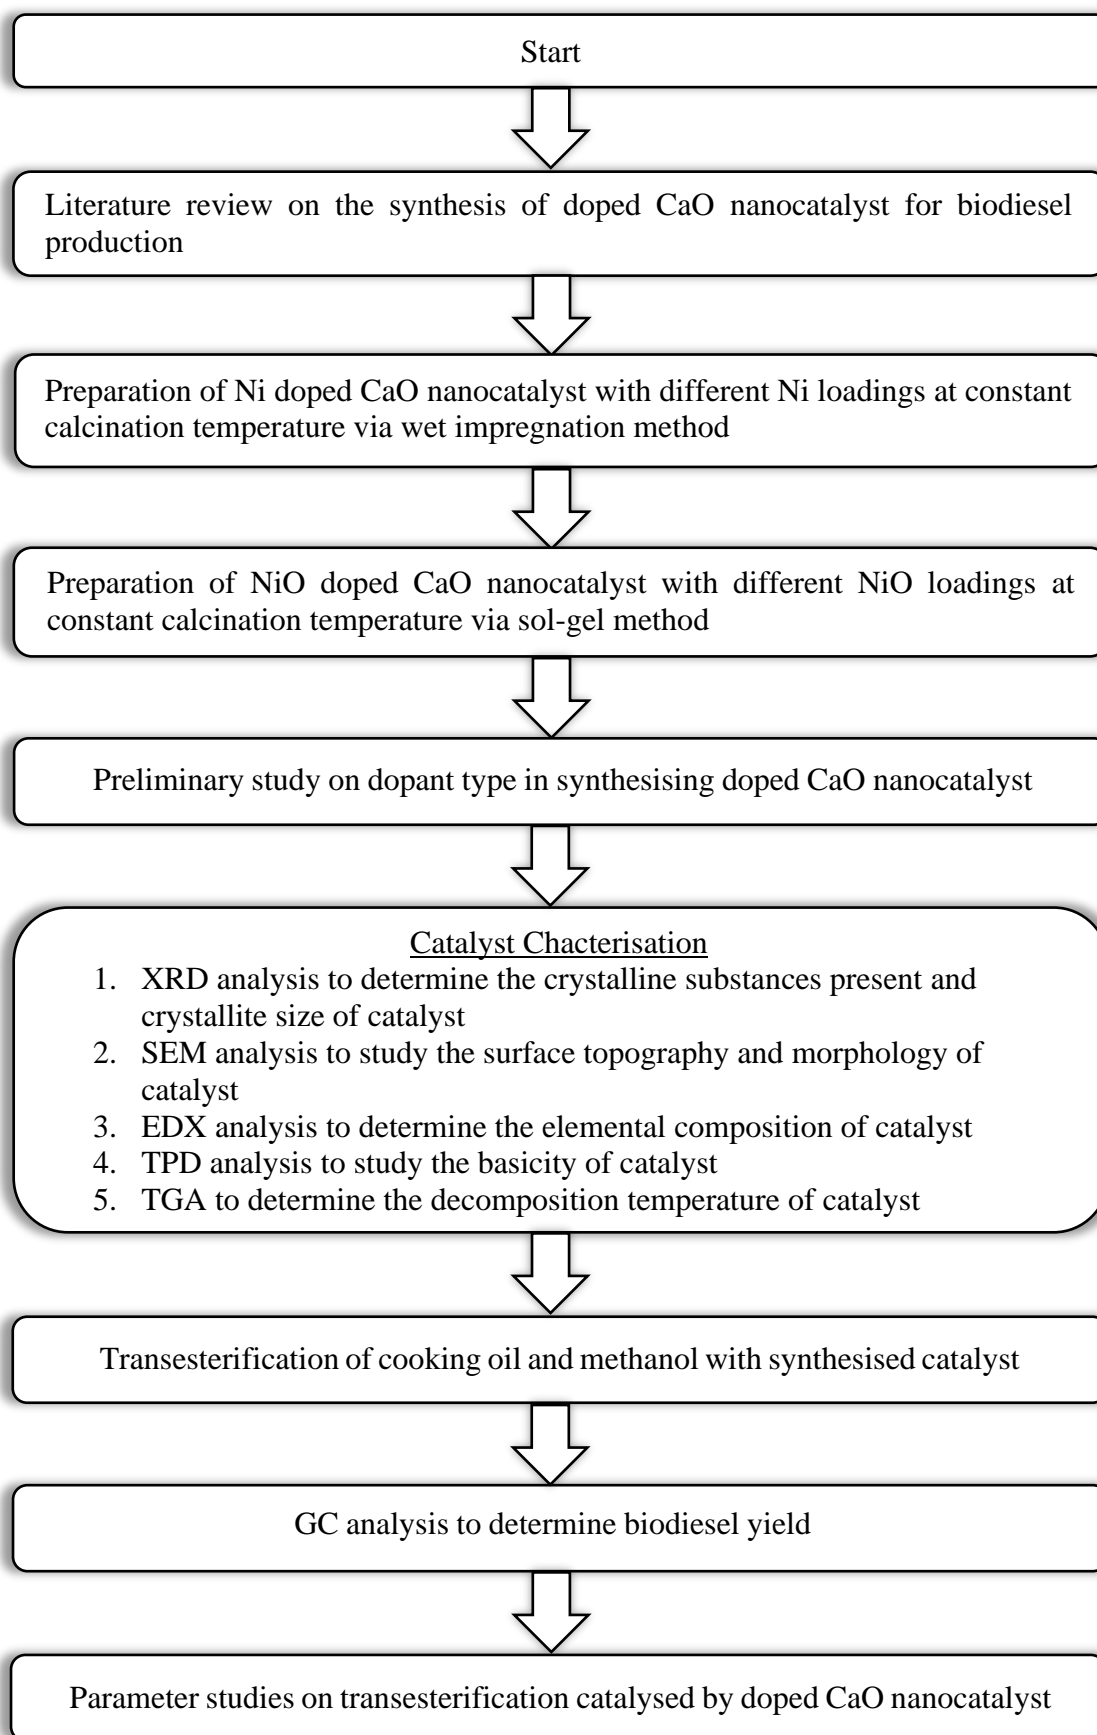 Start
Literature review on the synthesis of doped CaO nanocatalyst for biodiesel
production
Preparation of Ni doped CaO nanocatalyst with different Ni loadings at constant
calcination temperature via wet impregnation method
Preparation of NiO doped CaO nanocatalyst with different NiO loadings at
constant calcination temperature via sol-gel method
Preliminary study on dopant type in synthesising doped CaO nanocatalyst
Catalyst Chacterisation
1. XRD analysis to determine the crystalline substances present and
crystallite size of catalyst
2. SEM analysis to study the surface topography and morphology of
catalyst
3. EDX analysis to determine the elemental composition of catalyst
4. TPD analysis to study the basicity of catalyst
5. TGA to determine the decomposition temperature of catalyst
Transesterification of cooking oil and methanol with synthesised catalyst
GC analysis to determine biodiesel yield
Parameter studies on transesterification catalysed by doped CaO nanocatalyst